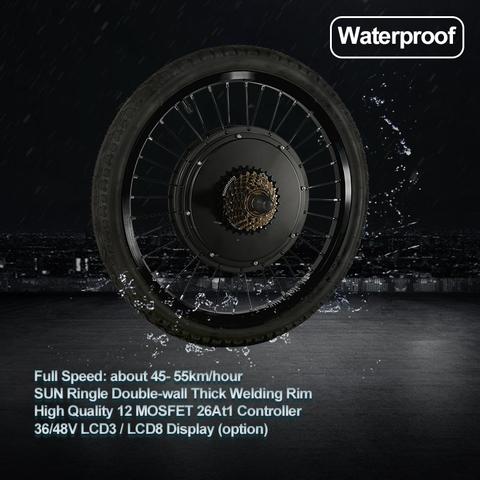 Waterproof
Full Speed: about 45- 55km/hour
SUN Ringle Double-wall Thick Welding Rim
High Quality 12 MOSFET 26At1 Controller
36/48V LCD3 / LCD8 Display (option)